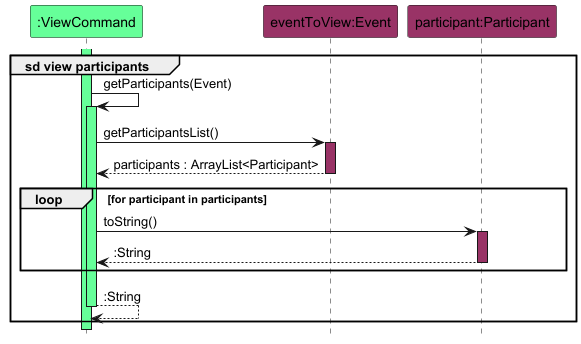 :ViewCommand
eventToView:Event
participant:Participant
sd view participants
getParticipants(Event)
getParticipantsList()
participants : ArrayList<Participant>
loop
[for participant in participants]
toString()
:String
:String